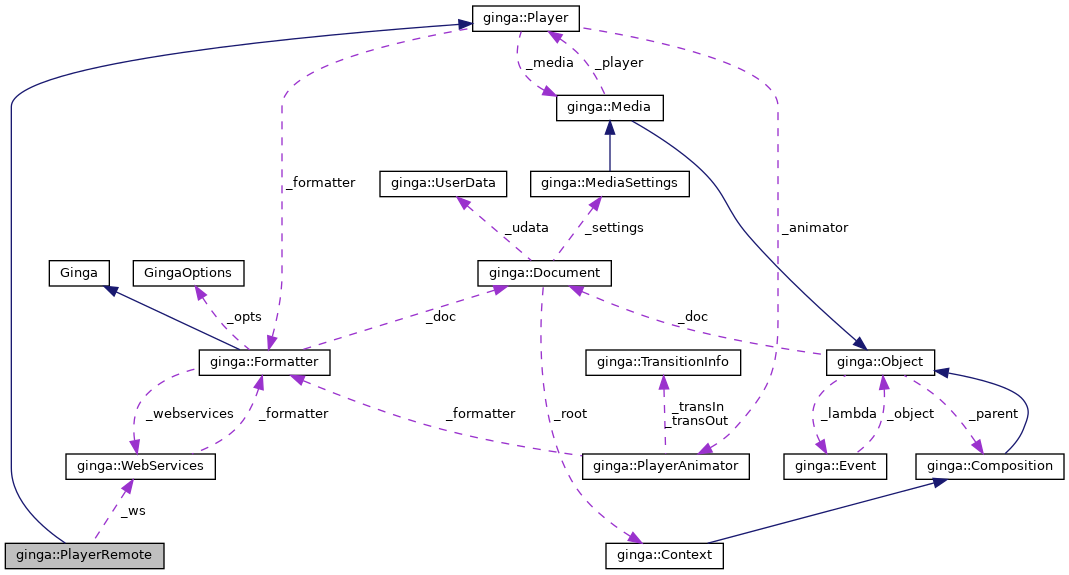 ginga::Player
_media
_player
ginga::Media
_formatter
ginga::UserData
ginga::MediaSettings
_udata
_settings
_animator
Ginga
GingaOptions
ginga::Document
_opts
_doc
_doc
ginga::Formatter
ginga::TransitionInfo
ginga::Object
_webservices
_formatter
_formatter
_root
_transIn
_transOut
_lambda
_object
_parent
ginga::WebServices
ginga::PlayerAnimator
ginga::Event
ginga::Composition
_ws
ginga::PlayerRemote
ginga::Context